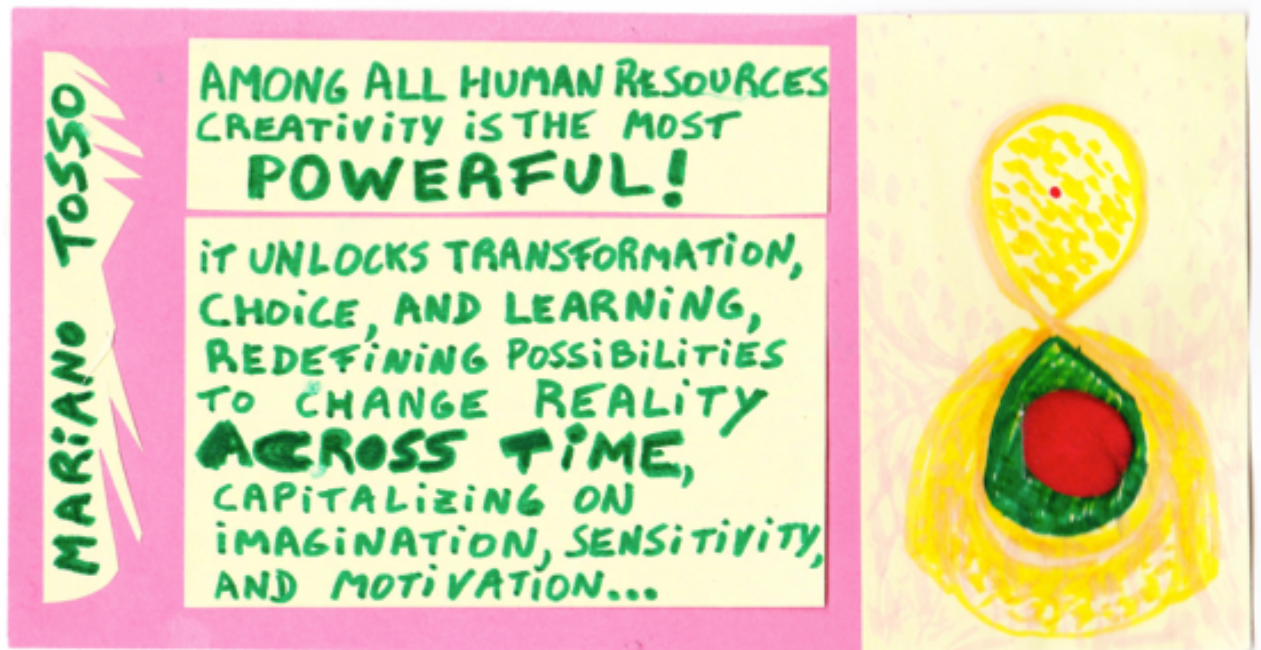 MARiANO TOSSO
AMONG ALL HUMAN RESOURCES
CREATiViTY iS THE MOST
POWERFUL!
iT UNLOCKS TRANSFORMATiON,
CHOiCE, AND LEARNiNG,
REDEFiNiNG POSSiBiLiTiES
TO CHANGE REALiTY
ACROSS TiME,
CAPiTALiZiNG ON
iMAGiNATiON, SENSiTiViTY,
AND MOTiVATiON...